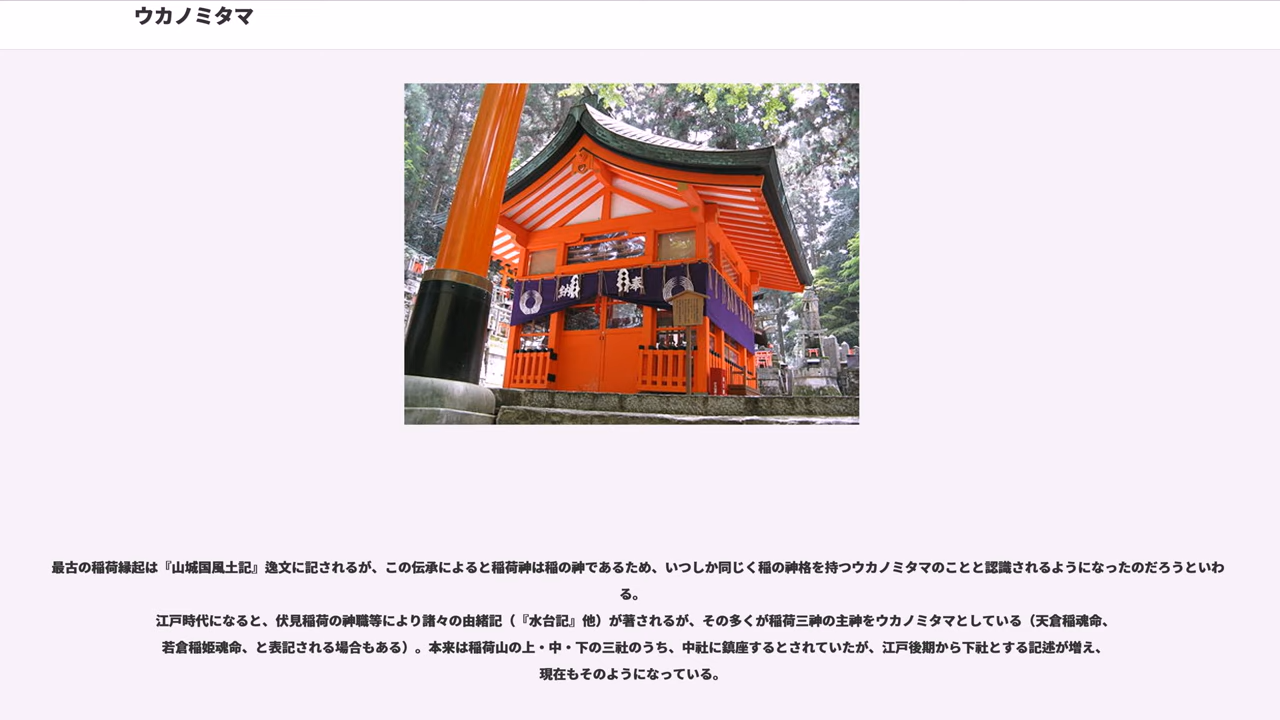 ウカノミタマ
納 奉
最古の稲荷縁起は『山城国風土記』逸文に記されるが、この伝承によると稲荷神は稲の神であるため、いつしか同じく稲の神格を持つウカノミタマのことと認識されるようになったのだろうといわ
る。
江戸時代になると、伏見稲荷の神職等により諸々の由緒記（『水台記』他）が著されるが、その多くが稲荷三神の主神をウカノミタマとしている（天倉稲魂命、
若倉稲姫魂命、と表記される場合もある）。本来は稲荷山の上・中・下の三社のうち、中社に鎮座するとされていたが、江戸後期から下社とする記述が増え、
現在もそのようになっている。